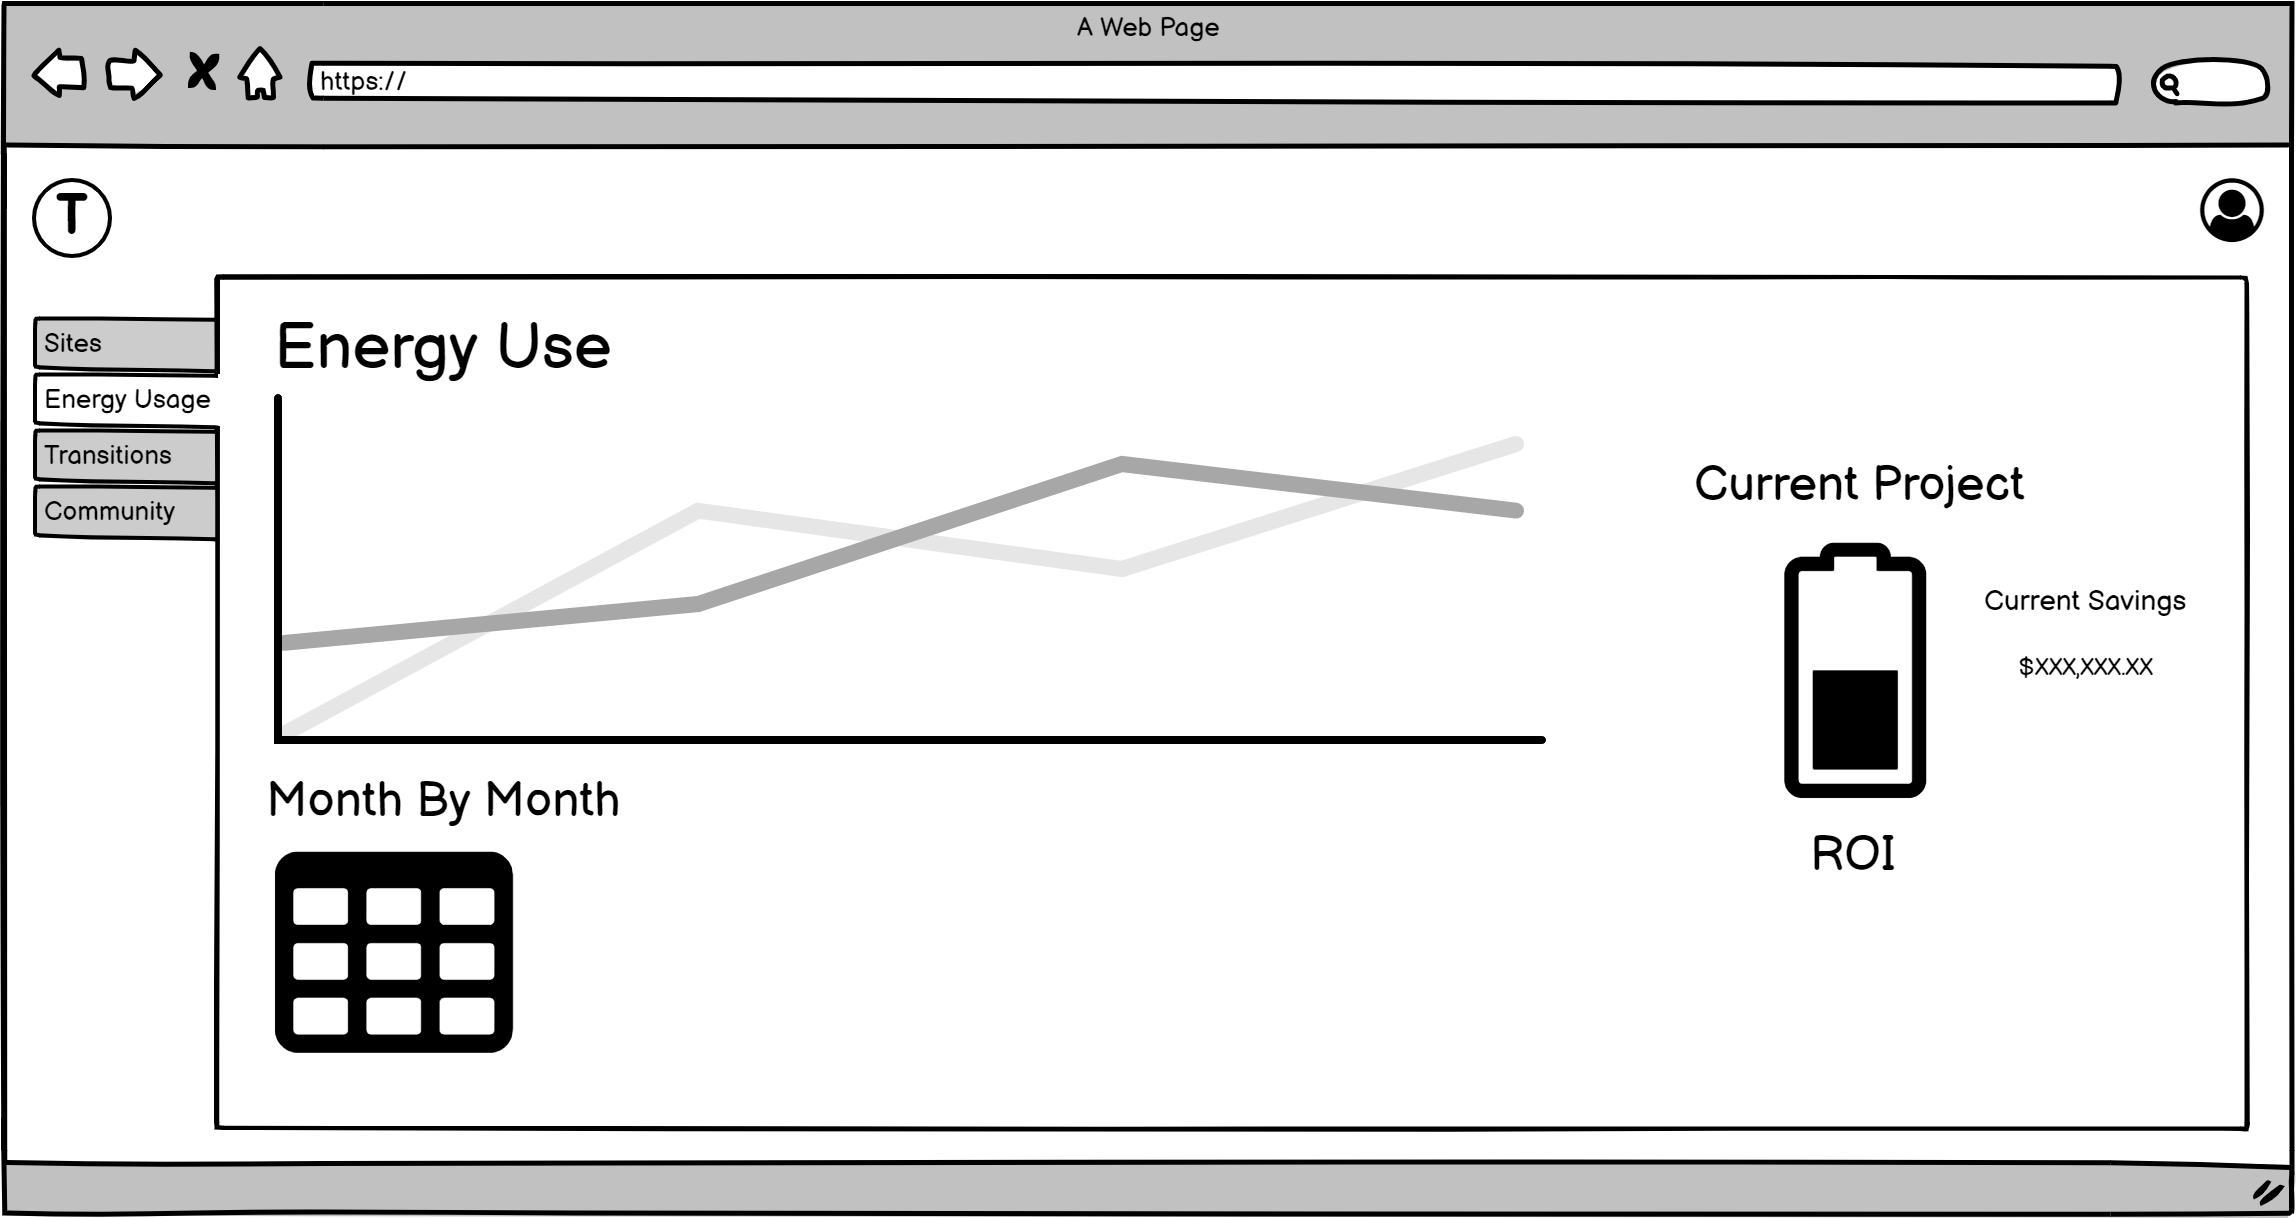 A Web Page
https://
T
Sites
Energy Usage
Transitions
Community
Energy Use
Month By Month
Current Project
Current Savings
$XXX,XXX.XX
ROI